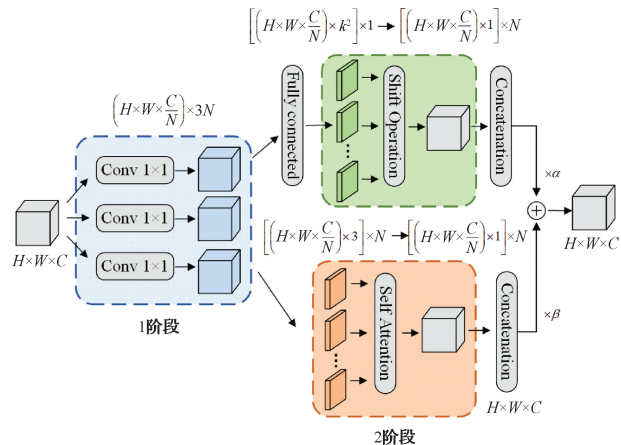 [(H×W×C/N)×k²]×1→[(H×W×C/N)×1]×N
(H×W×C/N)×3N
Fully connected
Shift Operation
Concatenation
Conv 1×1
Conv 1×1
Conv 1×1
H×W×C
1阶段
×α
+
H×W×C
[(H×W×C/N)×3]×N→[(H×W×C/N)×1]×N
Self Attention
Concatenation
×β
H×W×C
2阶段